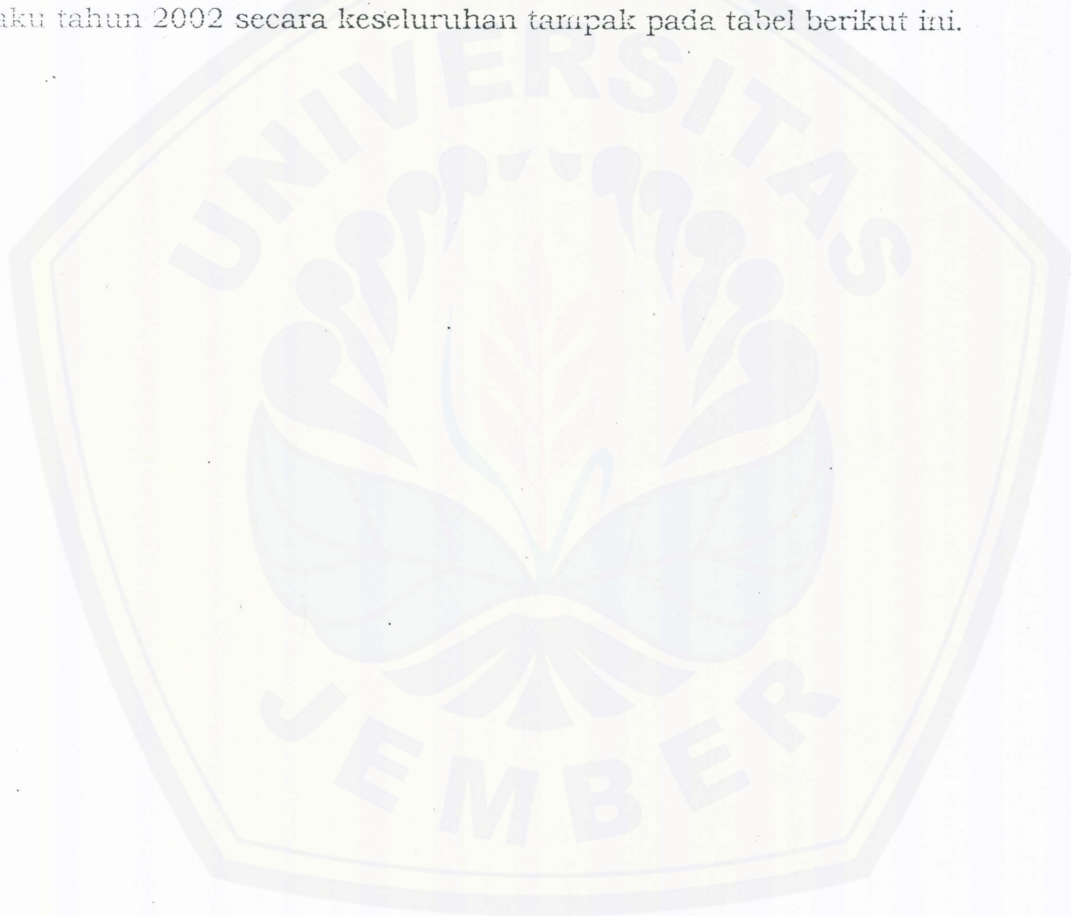 aku tahun 2002 secara keseluruhan tampak pada tabel berikut ini.
UNIVERSITAS
JEMBER